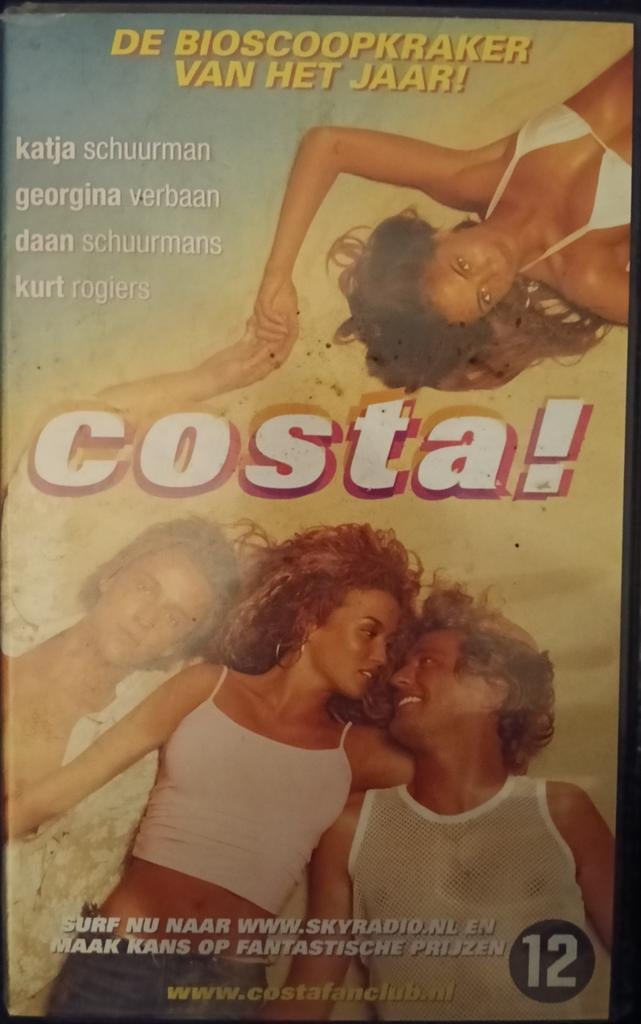 DE BIOSCOOPKRAKER
VAN HET JAAR!
katja schuurman
georgina verbaan
daan schuurmans
kurt rogiers
costa!
SURF NU NAAR WWW.SKYRADIO.NL EN
MAAK KANS OP FANTASTISCHE PRIJZEN
12
www.costafanclub.nl